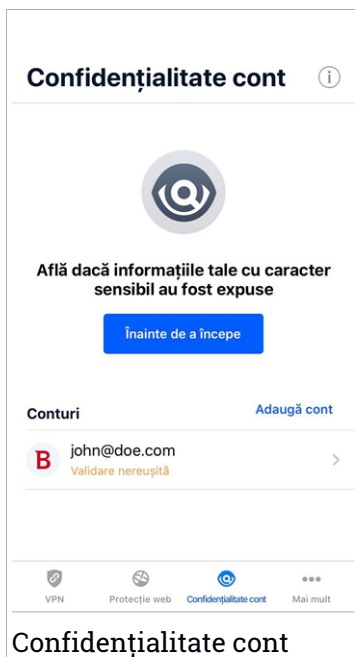 Confidențialitate cont
Află dacă informațiile tale cu caracter
sensibil au fost expuse
Înainte de a începe
Conturi
Adaugă cont
B
john@doe.com
Validare nereușită
VPN
Protecție web
Confidențialitate cont
Mai mult
Confidențialitate cont